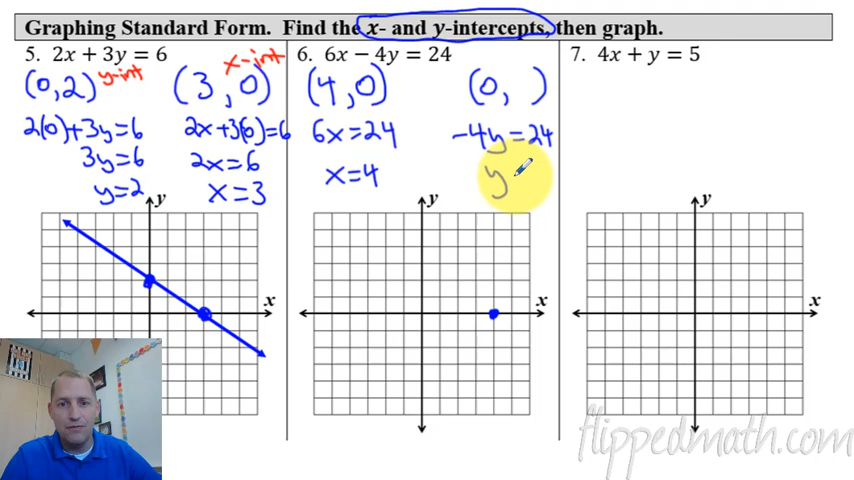 Graphing Standard Form. Find the x- and y-intercepts, then graph.
5. 2x + 3y = 6
(0,2) y-int
x-int
(3,0)
2(0)+3y=6
2x+3(0)=6
3y=6
2x=6
y=2
x=3
y
x
6. 6x − 4y = 24
(4,0)
(0, )
6x=24
-4y=24
x=4
y
y
x
7. 4x + y = 5
y
x
flippedmath.com